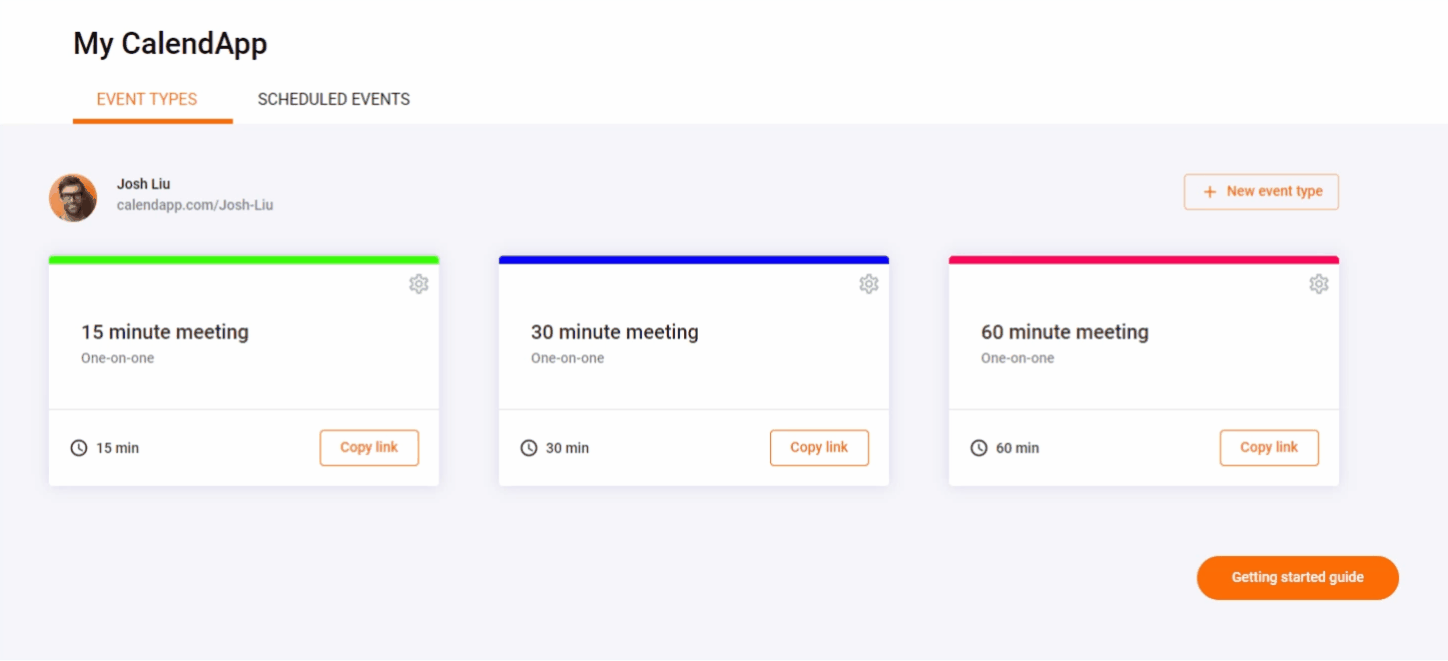 My CalendApp
EVENT TYPES
SCHEDULED EVENTS
Josh Liu
calendapp.com/Josh-Liu
+ New event type
15 minute meeting
One-on-one
15 min
Copy link
30 minute meeting
One-on-one
30 min
Copy link
60 minute meeting
One-on-one
60 min
Copy link
Getting started guide